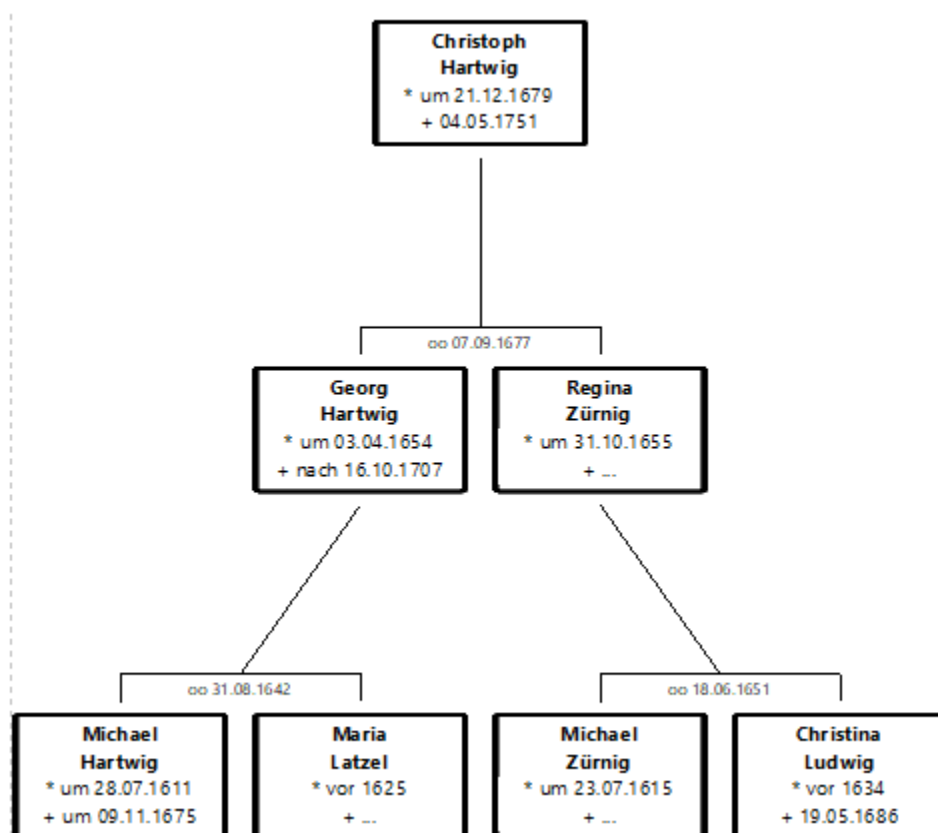 Christoph
Hartwig
* um 21.12.1679
+ 04.05.1751
oo 07.09.1677
Georg
Hartwig
* um 03.04.1654
+ nach 16.10.1707
Regina
Zürnig
* um 31.10.1655
+ ...
oo 31.08.1642
oo 18.06.1651
Michael
Hartwig
* um 28.07.1611
+ um 09.11.1675
Maria
Latzel
* vor 1625
+ ...
Michael
Zürnig
* um 23.07.1615
+ ...
Christina
Ludwig
* vor 1634
+ 19.05.1686